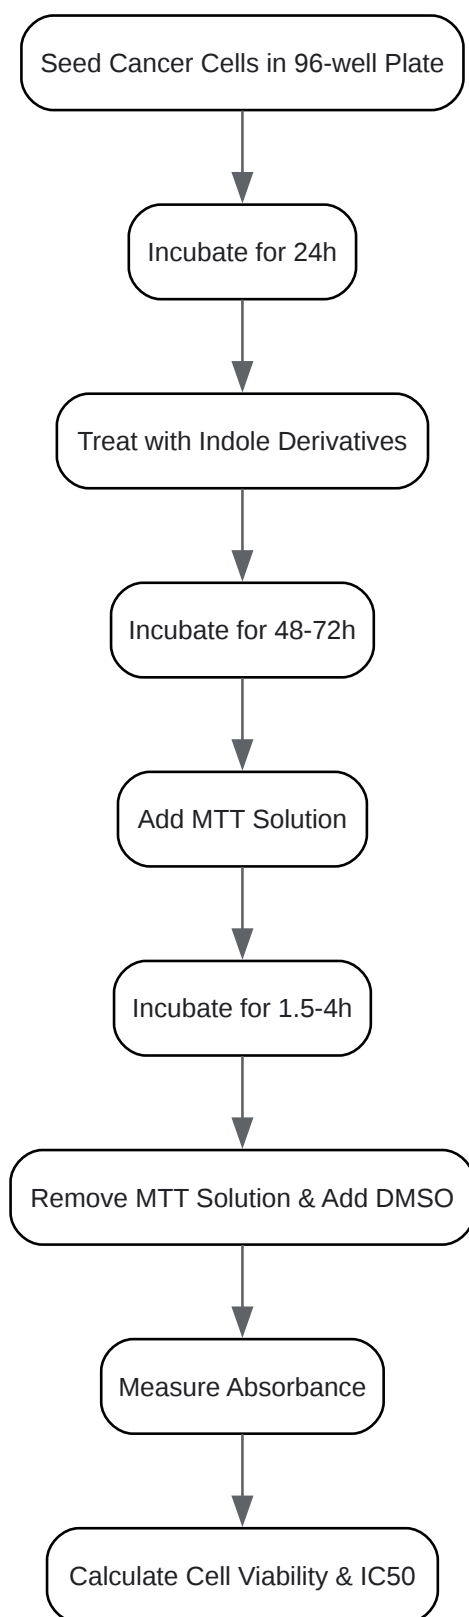 Seed Cancer Cells in 96-well Plate
Incubate for 24h
Treat with Indole Derivatives
Incubate for 48-72h
Add MTT Solution
Incubate for 1.5-4h
Remove MTT Solution & Add DMSO
Measure Absorbance
Calculate Cell Viability & IC50